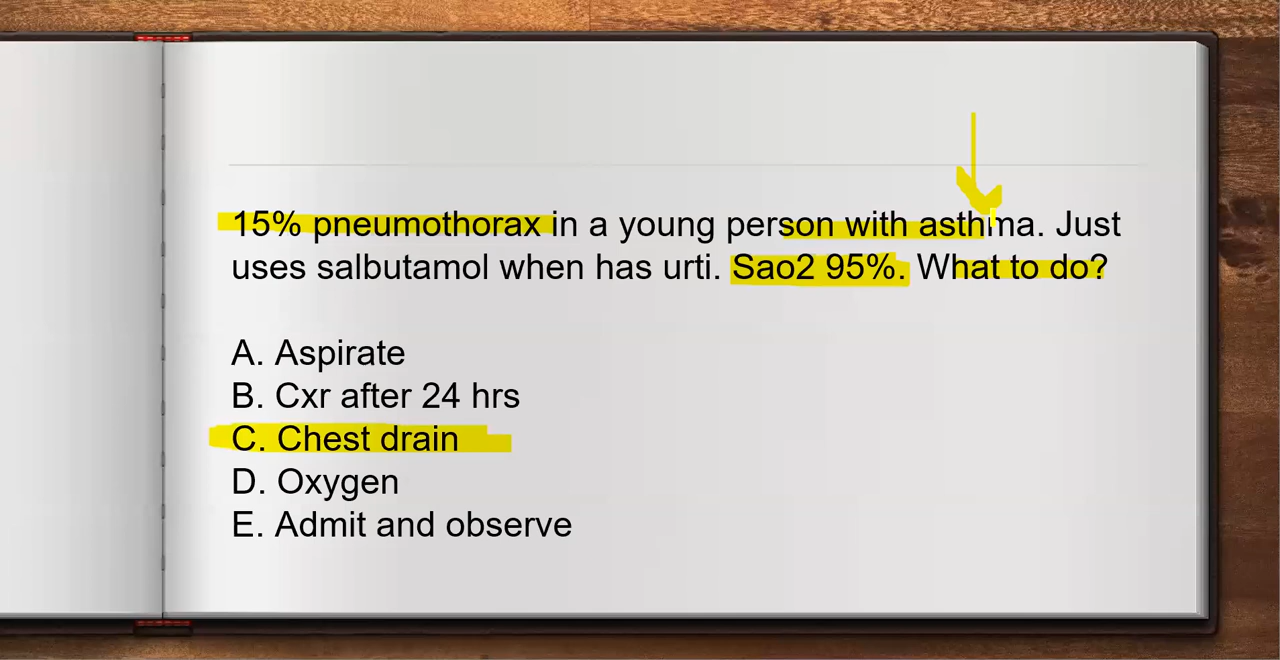 15% pneumothorax in a young person with asthma. Just
uses salbutamol when has urti. Sao2 95%. What to do?
A. Aspirate
B. Cxr after 24 hrs
C. Chest drain
D. Oxygen
E. Admit and observe